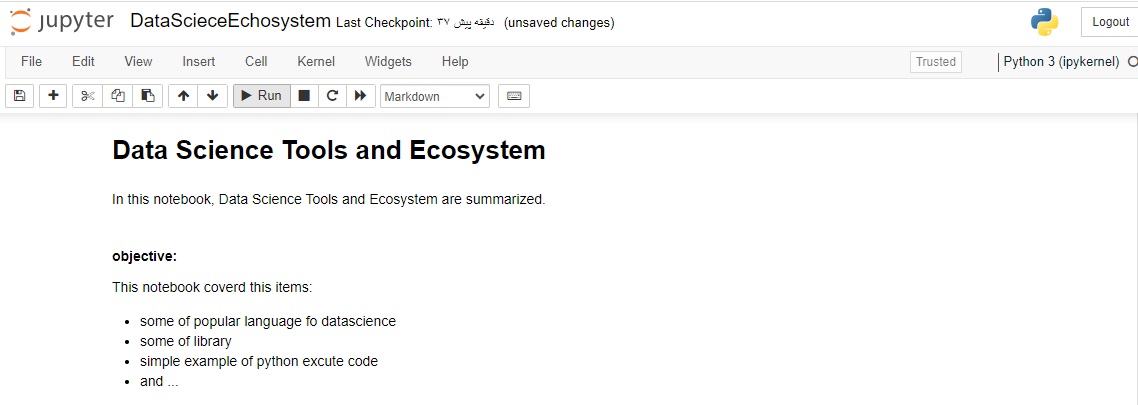 jupyter DataScieceEchosystem Last Checkpoint: ۳۷ دقیقه پیش (unsaved changes) Logout
File Edit View Insert Cell Kernel Widgets Help Trusted Python 3 (ipykernel)
Run Markdown
Data Science Tools and Ecosystem
In this notebook, Data Science Tools and Ecosystem are summarized.
objective:
This notebook coverd this items:
• some of popular language fo datascience
• some of library
• simple example of python excute code
• and ...